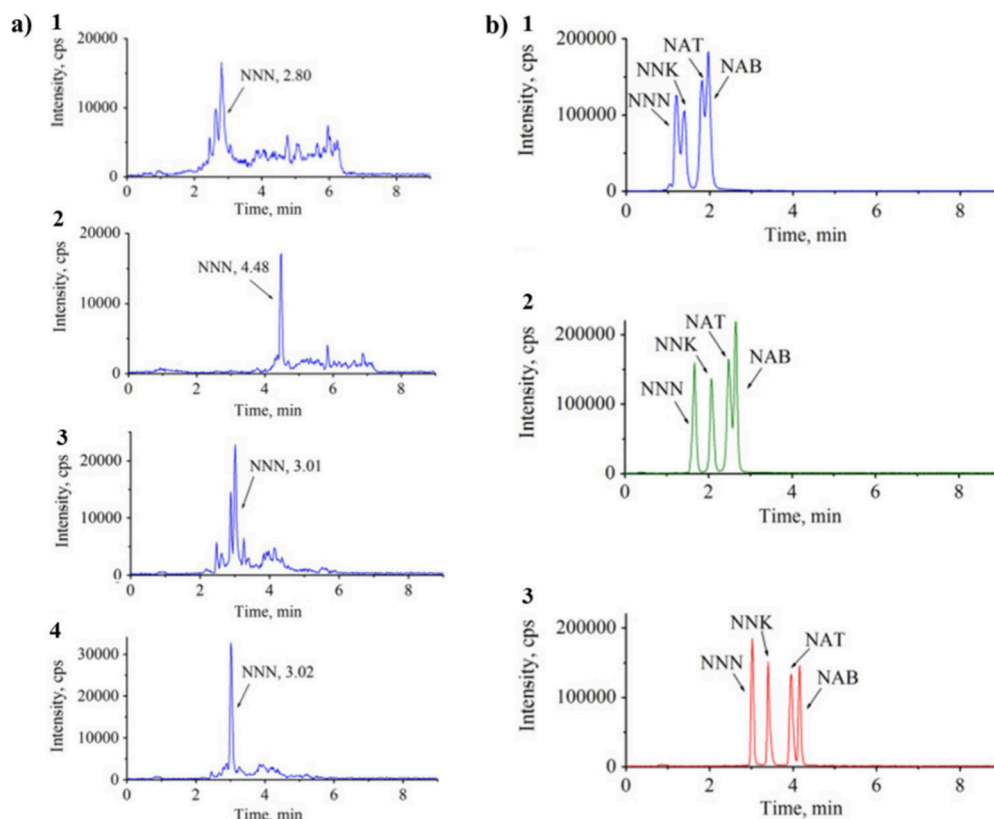 a)
1
Intensity, cps
20000
10000
0
NNN, 2.80
0 2 4 6 8
Time, min
2
Intensity, cps
20000
10000
0
NNN, 4.48
0 2 4 6 8
Time, min
3
Intensity, cps
20000
10000
0
NNN, 3.01
0 2 4 6 8
Time, min
4
Intensity, cps
30000
20000
10000
0
NNN, 3.02
0 2 4 6 8
Time, min
b)
1
Intensity, cps
200000
100000
0
NAT
NNK
NAB
NNN
0 2 4 6 8
Time, min
2
Intensity, cps
200000
100000
0
NAT
NNK
NAB
NNN
0 2 4 6 8
Time, min
3
Intensity, cps
200000
100000
0
NNK
NAT
NNN
NAB
0 2 4 6 8
Time, min